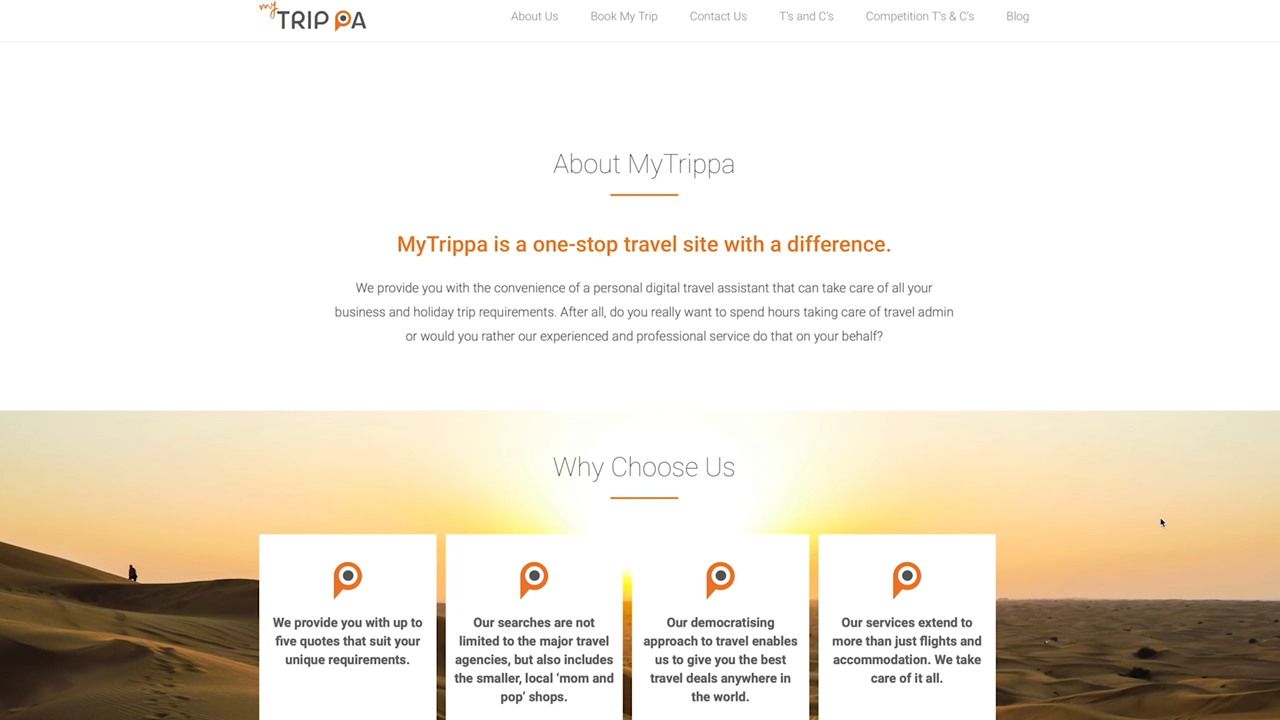 my
TRIPPA
About Us
Book My Trip
Contact Us
T's and C's
Competition T's & C's
Blog
About MyTrippa
MyTrippa is a one-stop travel site with a difference.
We provide you with the convenience of a personal digital travel assistant that can take care of all your
business and holiday trip requirements. After all, do you really want to spend hours taking care of travel admin
or would you rather our experienced and professional service do that on your behalf?
Why Choose Us
We provide you with up to
five quotes that suit your
unique requirements.
Our searches are not
limited to the major travel
agencies, but also includes
the smaller, local ‘mom and
pop’ shops.
Our democratising
approach to travel enables
us to give you the best
travel deals anywhere in
the world.
Our services extend to
more than just flights and
accommodation. We take
care of it all.